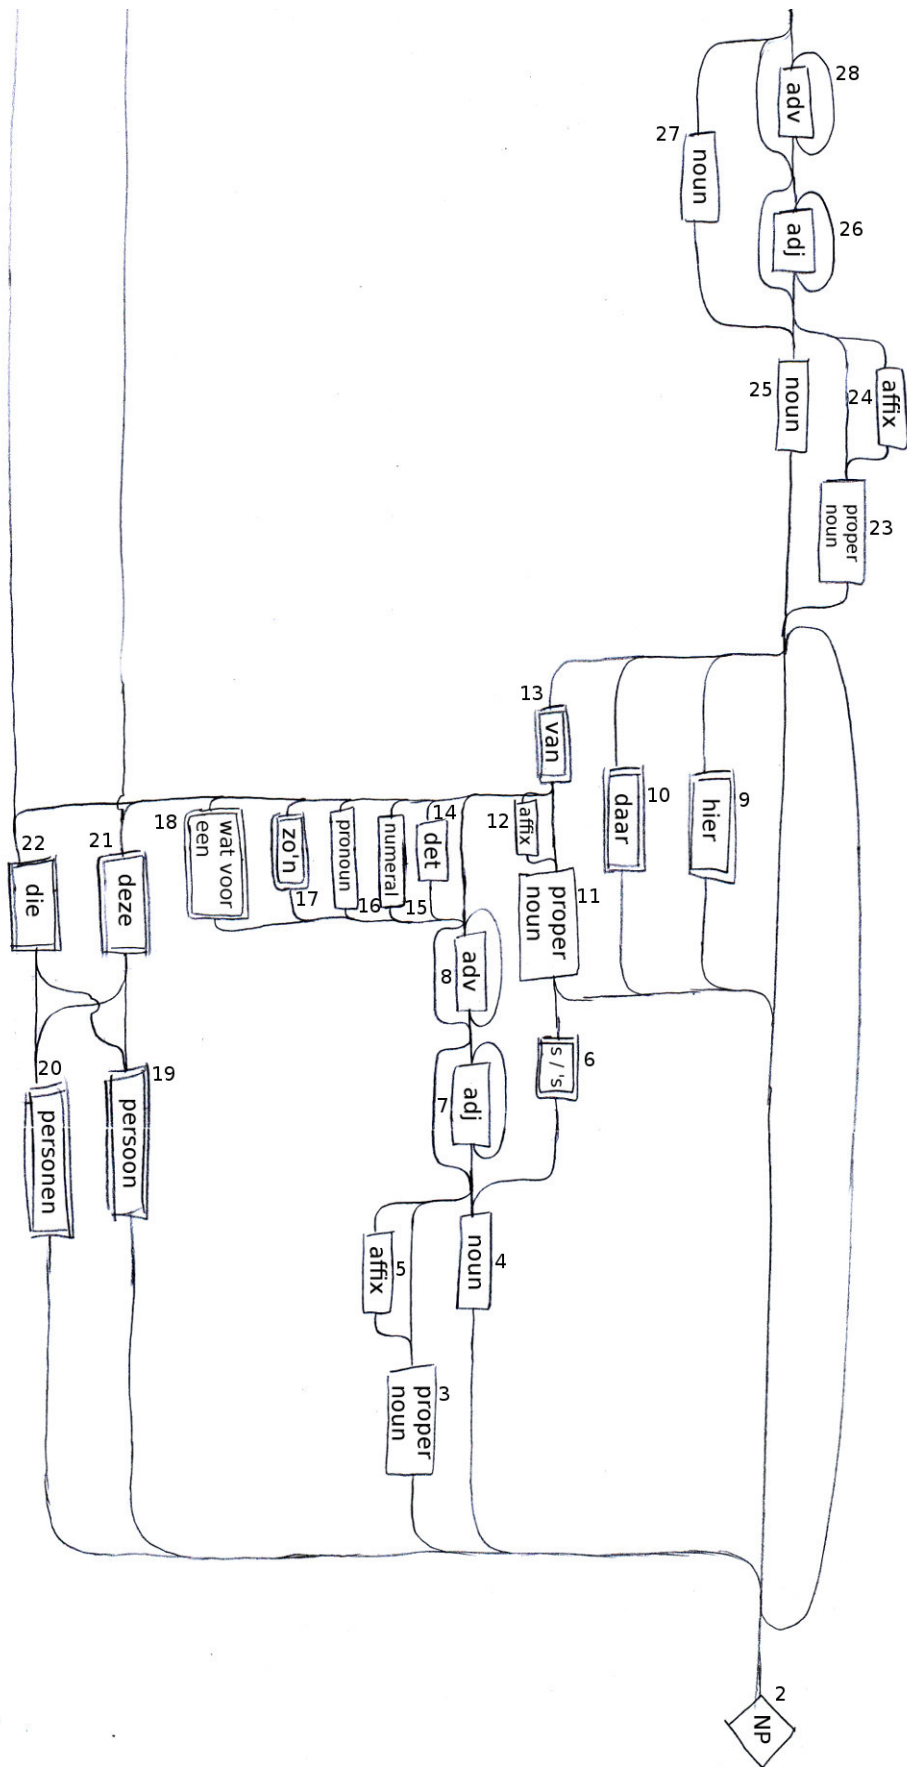 28
adv
27
noun
26
adj
25
noun
24
affix
proper
noun
23
13
van
10
daar
9
hier
12
affix
11
proper
noun
14
det
15
numeral
16
pronoun
17
zo'n
18
wat voor
een
21
deze
22
die
8
adv
6
s / 's
7
adj
20
personen
19
persoon
5
affix
4
noun
3
proper
noun
2
NP